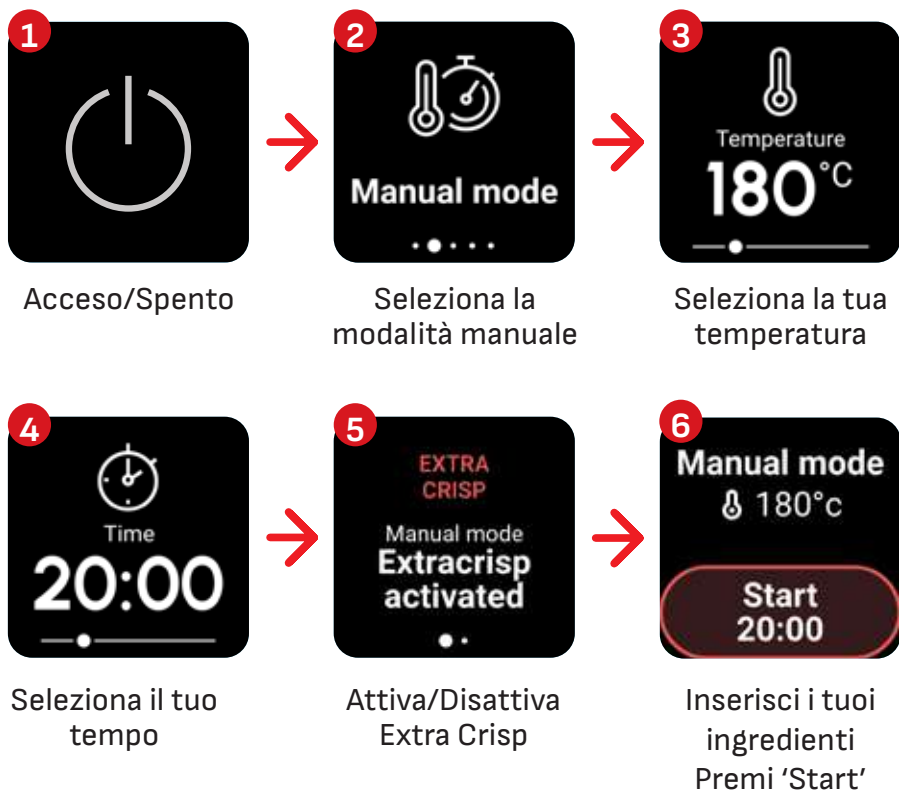 1
2
Manual mode
3
Temperature
180°C
Acceso/Spento
Seleziona la
modalità manuale
Seleziona la tua
temperatura
4
Time
20:00
5
EXTRA
CRISP
Manual mode
Extracrisp
activated
6
Manual mode
180°c
Start
20:00
Seleziona il tuo
tempo
Attiva/Disattiva
Extra Crisp
Inserisci i tuoi
ingredienti
Premi ‘Start’